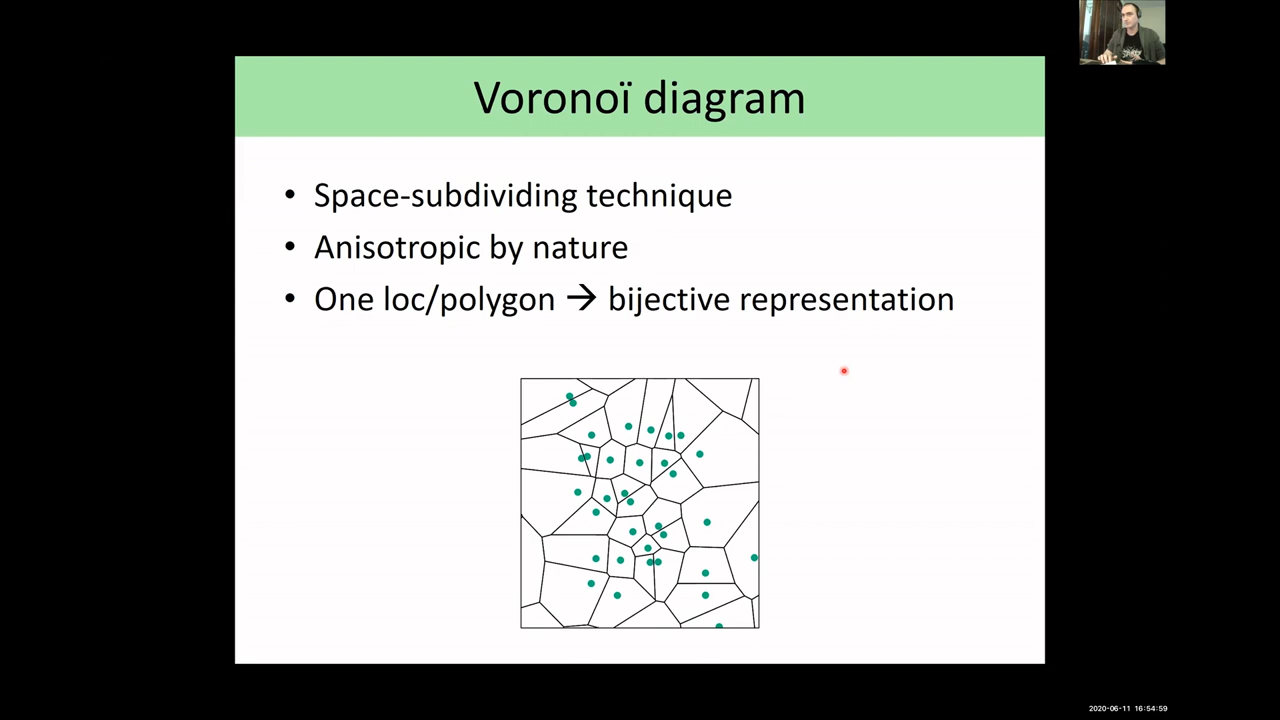 Voronoï diagram
• Space-subdividing technique
• Anisotropic by nature
• One loc/polygon → bijective representation
2020-06-11 16:54:59